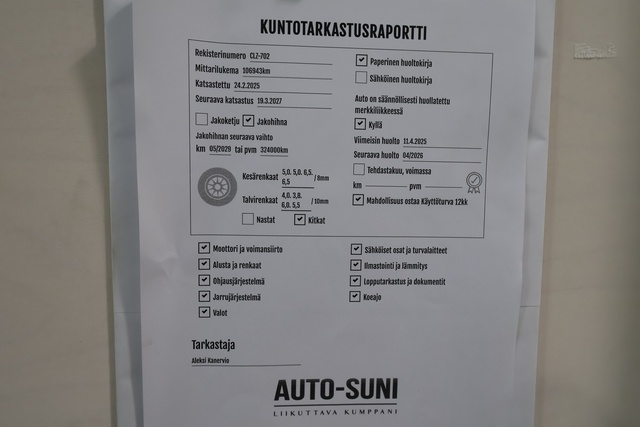 KUNTOTARKASTUSRAPORTTI
Rekisterinumero CLZ-702
Mittarilukema 106943km
Katsastettu 24.2.2025
Seuraava katsastus 19.3.2027
Jakoketju Jakohihna
Jakohihnan seuraava vaihto
km 05/2029 tai pvm 324000km
Kesärenkaat 5,0. 5,0. 6,5. 6,5 / 8mm
Talvirenkaat 4,0. 3,8. 6,0. 5,5 / 10mm
Nastat Kitkat
Paperinen huoltokirja
Sähköinen huoltokirja
Auto on säännöllisesti huollatettu
merkkiliikkeessä
Kyllä
Viimeisin huolto 11.4.2025
Seuraava huolto 04/2026
Tehdastakuu, voimassa
km pvm
Mahdollisuus ostaa Käyttöturva 12kk
Moottori ja voimansiirto
Alusta ja renkaat
Ohjausjärjestelmä
Jarrujärjestelmä
Valot
Sähköiset osat ja turvalaitteet
Ilmastointi ja lämmitys
Lopputarkastus ja dokumentit
Koeajo
Tarkastaja
Aleksi Kanervio
AUTO-SUNI
LIIKUTTAVA KUMPPANI